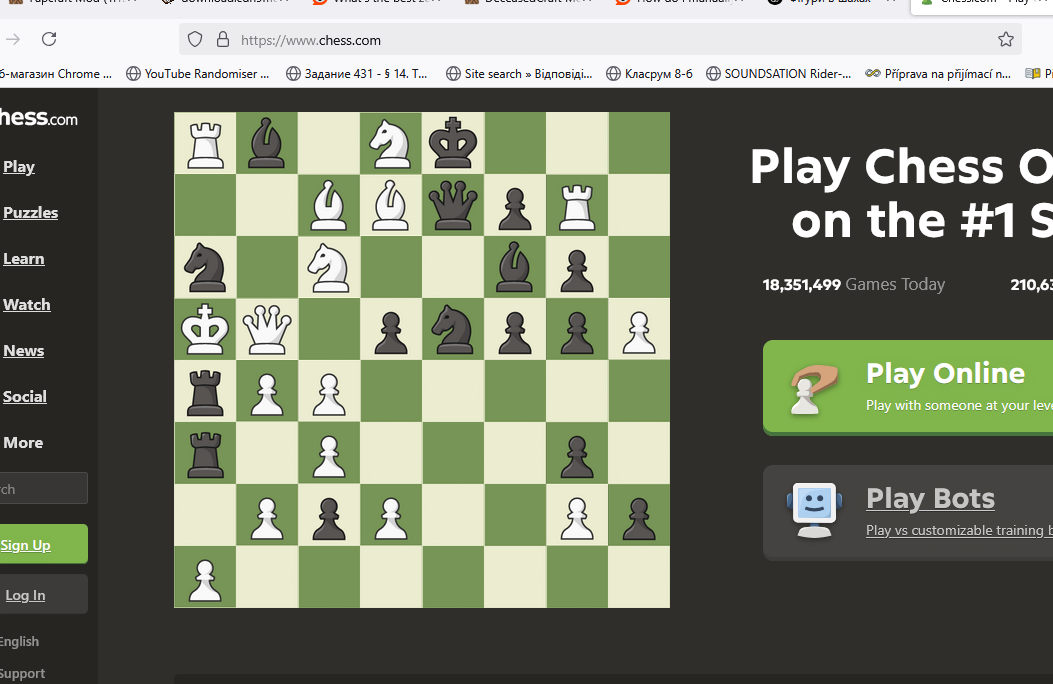 https://www.chess.com
б-магазин Chrome ...
YouTube Randomiser ...
Задание 431 - § 14. Т...
Site search » Відповіді...
Класрум 8-б
SOUNDSATION Rider-...
Příprava na přijímací n...
hess.com
Play
Puzzles
Learn
Watch
News
Social
More
rch
Sign Up
Log In
English
Support
Play Chess O
on the #1 S
18,351,499 Games Today
210,63
Play Online
Play with someone at your leve
Play Bots
Play vs customizable training b